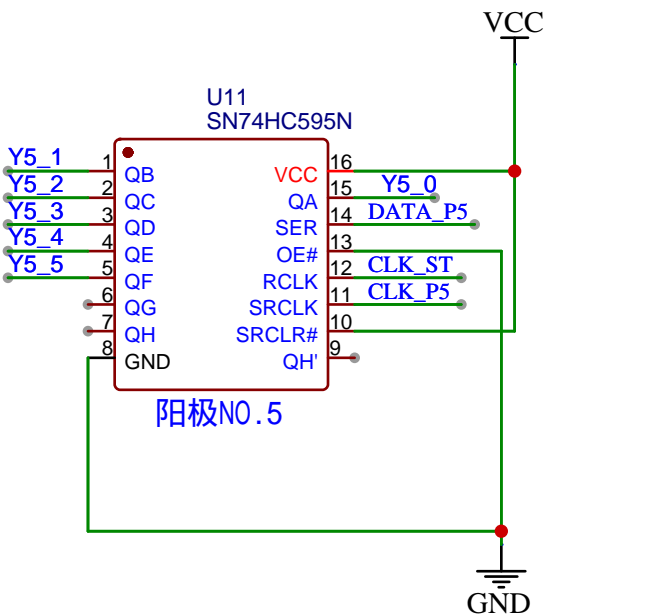 VCC
U11
SN74HC595N
Y5_1 1 QB VCC 16
Y5_2 2 QC QA 15 Y5_0
Y5_3 3 QD SER 14 DATA_P5
Y5_4 4 QE OE# 13
Y5_5 5 QF RCLK 12 CLK_ST
6 QG SRCLK 11 CLK_P5
7 QH SRCLR# 10
8 GND QH' 9
阳极NO.5
GND